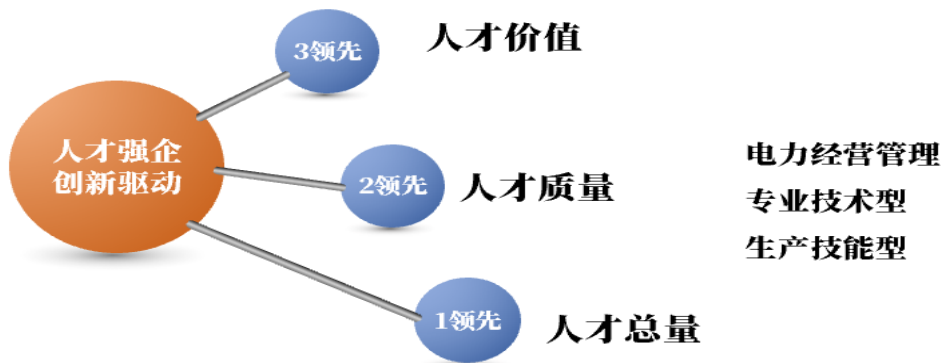 3领先
人才价值
人才强企
创新驱动
2领先
人才质量
电力经营管理
专业技术型
生产技能型
1领先
人才总量